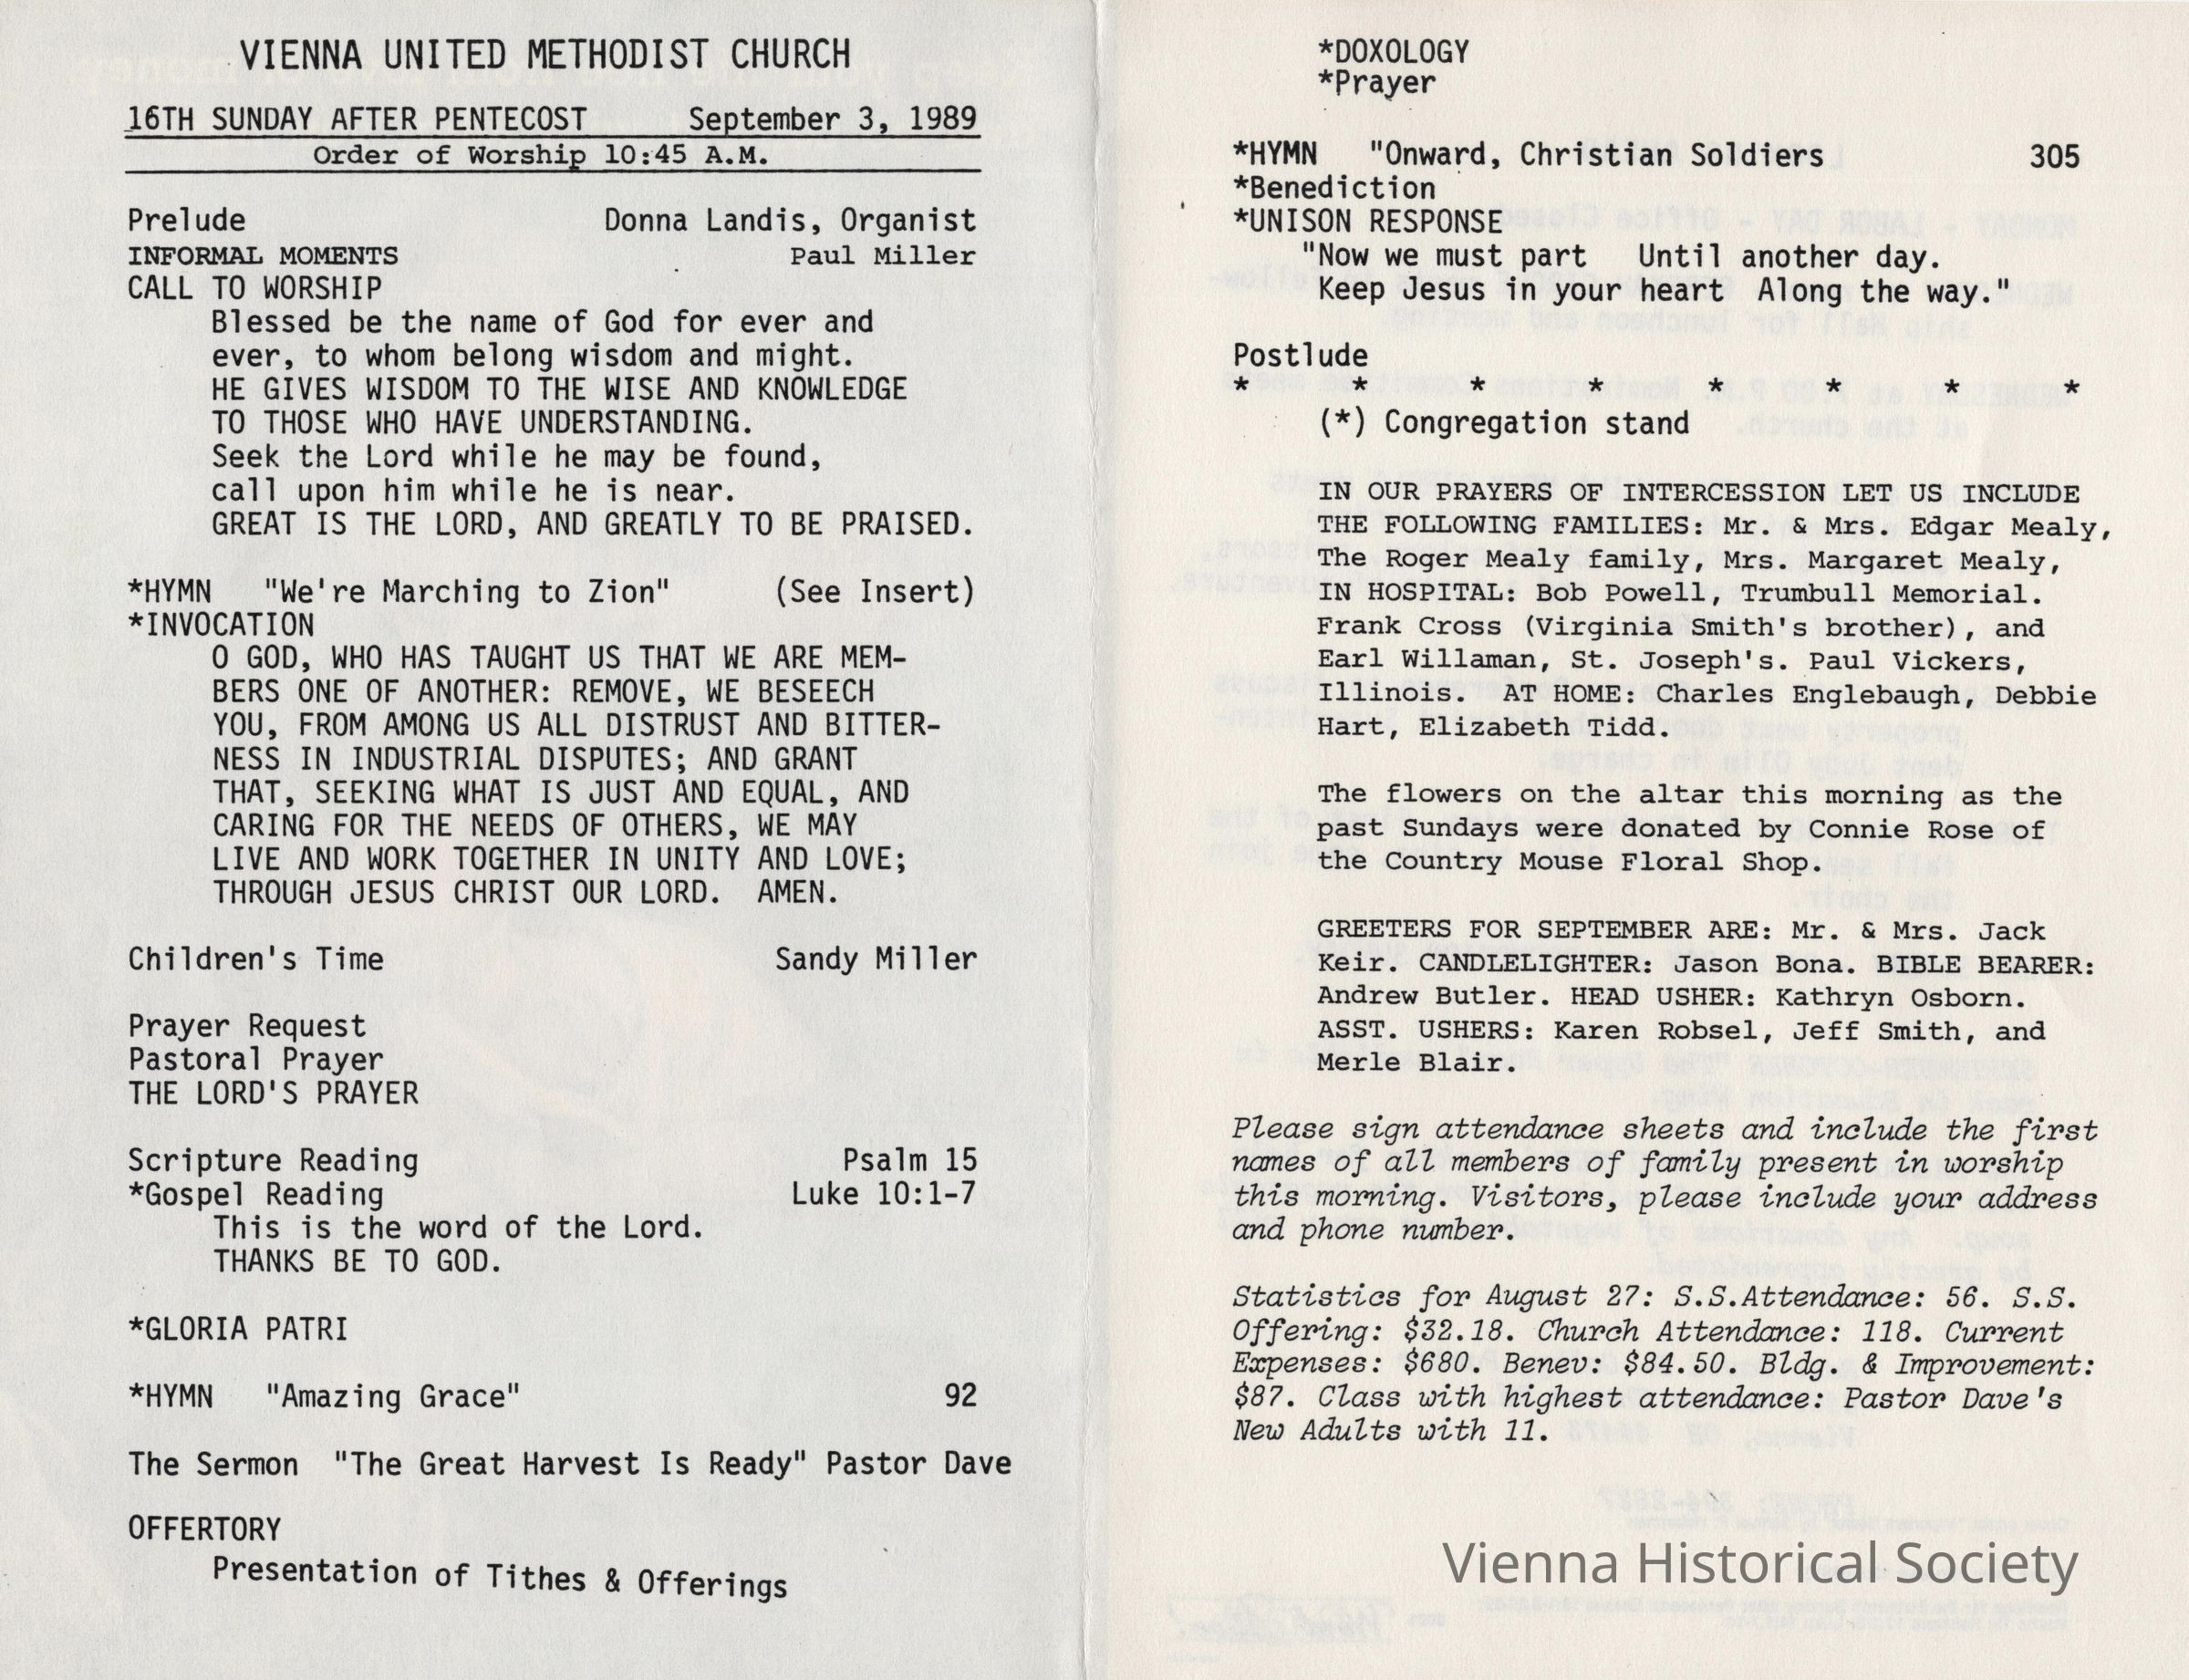 VIENNA UNITED METHODIST CHURCH
16TH SUNDAY AFTER PENTECOST September 3, 1989
Order of Worship 10:45 A.M.
Prelude Donna Landis, Organist
INFORMAL MOMENTS Paul Miller
CALL TO WORSHIP
Blessed be the name of God for ever and
ever, to whom belong wisdom and might.
HE GIVES WISDOM TO THE WISE AND KNOWLEDGE
TO THOSE WHO HAVE UNDERSTANDING.
Seek the Lord while he may be found,
call upon him while he is near.
GREAT IS THE LORD, AND GREATLY TO BE PRAISED.
*HYMN "We're Marching to Zion" (See Insert)
*INVOCATION
O GOD, WHO HAS TAUGHT US THAT WE ARE MEM-
BERS ONE OF ANOTHER: REMOVE, WE BESEECH
YOU, FROM AMONG US ALL DISTRUST AND BITTER-
NESS IN INDUSTRIAL DISPUTES; AND GRANT
THAT, SEEKING WHAT IS JUST AND EQUAL, AND
CARING FOR THE NEEDS OF OTHERS, WE MAY
LIVE AND WORK TOGETHER IN UNITY AND LOVE;
THROUGH JESUS CHRIST OUR LORD. AMEN.
Children's Time Sandy Miller
Prayer Request
Pastoral Prayer
THE LORD'S PRAYER
Scripture Reading Psalm 15
*Gospel Reading Luke 10:1-7
This is the word of the Lord.
THANKS BE TO GOD.
*GLORIA PATRI
*HYMN "Amazing Grace" 92
The Sermon "The Great Harvest Is Ready" Pastor Dave
OFFERTORY
Presentation of Tithes & Offerings
*DOXOLOGY
*Prayer
*HYMN "Onward, Christian Soldiers 305
*Benediction
*UNISON RESPONSE
"Now we must part Until another day.
Keep Jesus in your heart Along the way."
Postlude
* * * * * * * *
(*) Congregation stand
IN OUR PRAYERS OF INTERCESSION LET US INCLUDE
THE FOLLOWING FAMILIES: Mr. & Mrs. Edgar Mealy,
The Roger Mealy family, Mrs. Margaret Mealy,
IN HOSPITAL: Bob Powell, Trumbull Memorial.
Frank Cross (Virginia Smith's brother), and
Earl Willaman, St. Joseph's. Paul Vickers,
Illinois. AT HOME: Charles Englebaugh, Debbie
Hart, Elizabeth Tidd.
The flowers on the altar this morning as the
past Sundays were donated by Connie Rose of
the Country Mouse Floral Shop.
GREETERS FOR SEPTEMBER ARE: Mr. & Mrs. Jack
Keir. CANDLELIGHTER: Jason Bona. BIBLE BEARER:
Andrew Butler. HEAD USHER: Kathryn Osborn.
ASST. USHERS: Karen Robsel, Jeff Smith, and
Merle Blair.
Please sign attendance sheets and include the first
names of all members of family present in worship
this morning. Visitors, please include your address
and phone number.
Statistics for August 27: S.S.Attendance: 56. S.S.
Offering: $32.18. Church Attendance: 118. Current
Expenses: $680. Benev: $84.50. Bldg. & Improvement:
$87. Class with highest attendance: Pastor Dave's
New Adults with 11.
Vienna Historical Society